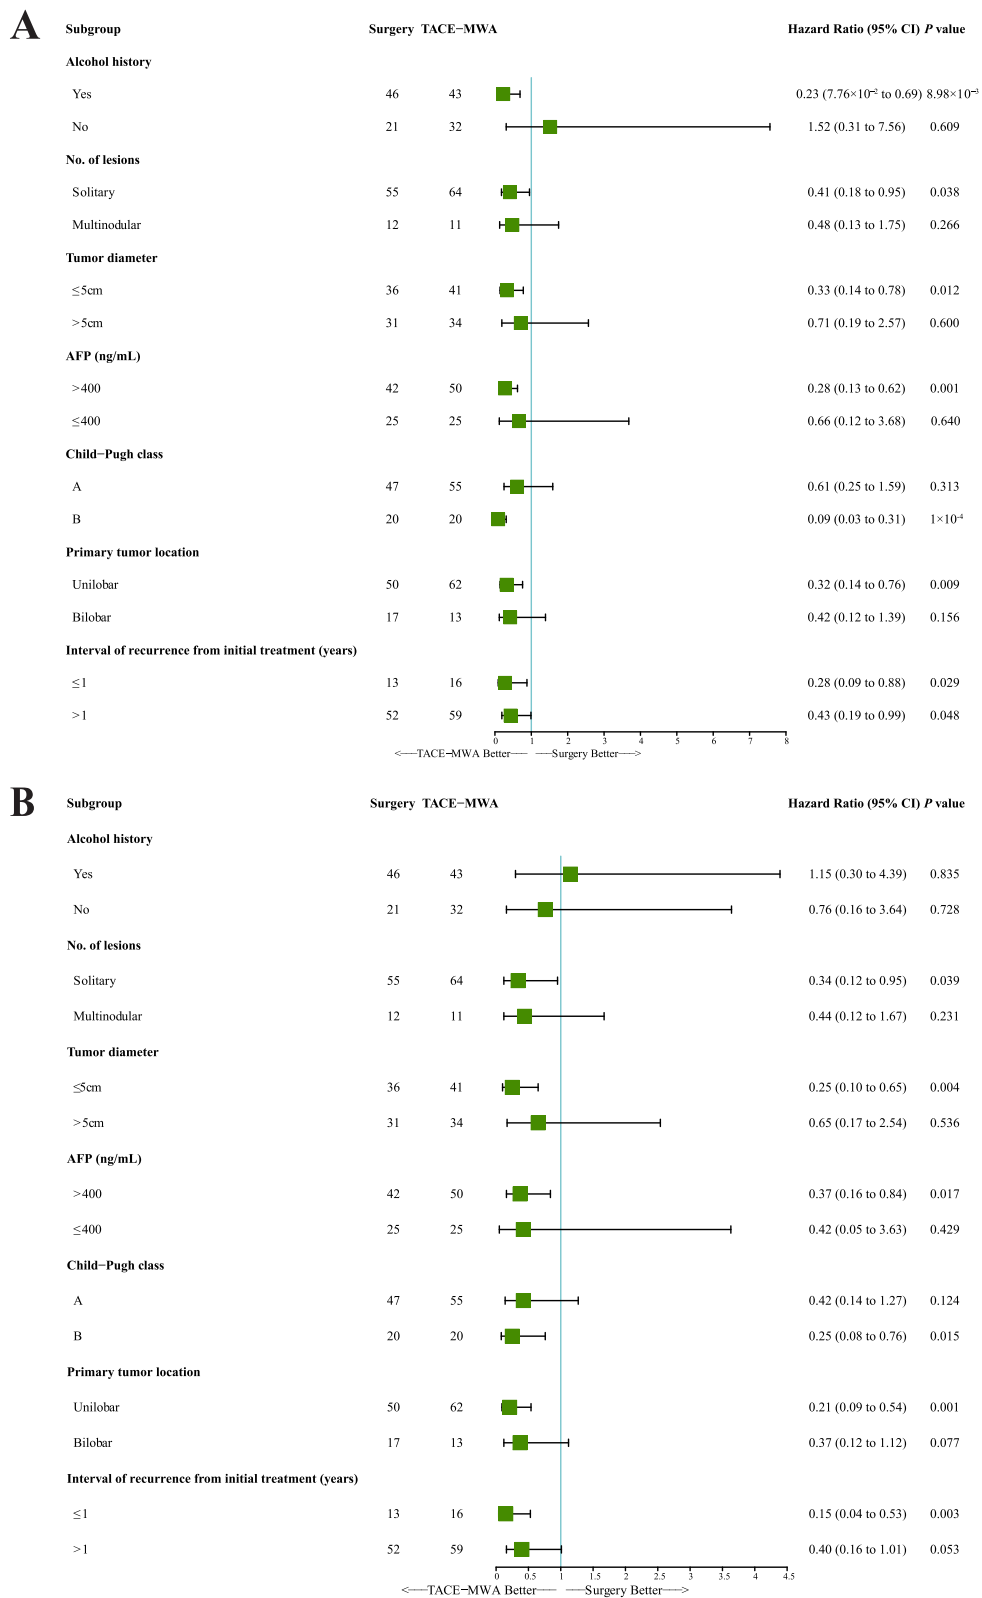 A
Subgroup Surgery TACE−MWA Hazard Ratio (95% CI) P value
Alcohol history
Yes 46 43 0.23 (7.76×10⁻² to 0.69) 8.98×10⁻³
No 21 32 1.52 (0.31 to 7.56) 0.609
No. of lesions
Solitary 55 64 0.41 (0.18 to 0.95) 0.038
Multinodular 12 11 0.48 (0.13 to 1.75) 0.266
Tumor diameter
≤5cm 36 41 0.33 (0.14 to 0.78) 0.012
>5cm 31 34 0.71 (0.19 to 2.57) 0.600
AFP (ng/mL)
>400 42 50 0.28 (0.13 to 0.62) 0.001
≤400 25 25 0.66 (0.12 to 3.68) 0.640
Child−Pugh class
A 47 55 0.61 (0.25 to 1.59) 0.313
B 20 20 0.09 (0.03 to 0.31) 1×10⁻⁴
Primary tumor location
Unilobar 50 62 0.32 (0.14 to 0.76) 0.009
Bilobar 17 13 0.42 (0.12 to 1.39) 0.156
Interval of recurrence from initial treatment (years)
≤1 13 16 0.28 (0.09 to 0.88) 0.029
>1 52 59 0.43 (0.19 to 0.99) 0.048
0 1 2 3 4 5 6 7 8
<----TACE−MWA Better---- ----Surgery Better---->
B
Subgroup Surgery TACE−MWA Hazard Ratio (95% CI) P value
Alcohol history
Yes 46 43 1.15 (0.30 to 4.39) 0.835
No 21 32 0.76 (0.16 to 3.64) 0.728
No. of lesions
Solitary 55 64 0.34 (0.12 to 0.95) 0.039
Multinodular 12 11 0.44 (0.12 to 1.67) 0.231
Tumor diameter
≤5cm 36 41 0.25 (0.10 to 0.65) 0.004
>5cm 31 34 0.65 (0.17 to 2.54) 0.536
AFP (ng/mL)
>400 42 50 0.37 (0.16 to 0.84) 0.017
≤400 25 25 0.42 (0.05 to 3.63) 0.429
Child−Pugh class
A 47 55 0.42 (0.14 to 1.27) 0.124
B 20 20 0.25 (0.08 to 0.76) 0.015
Primary tumor location
Unilobar 50 62 0.21 (0.09 to 0.54) 0.001
Bilobar 17 13 0.37 (0.12 to 1.12) 0.077
Interval of recurrence from initial treatment (years)
≤1 13 16 0.15 (0.04 to 0.53) 0.003
>1 52 59 0.40 (0.16 to 1.01) 0.053
0 0.5 1 1.5 2 2.5 3 3.5 4 4.5
<----TACE−MWA Better---- ----Surgery Better---->